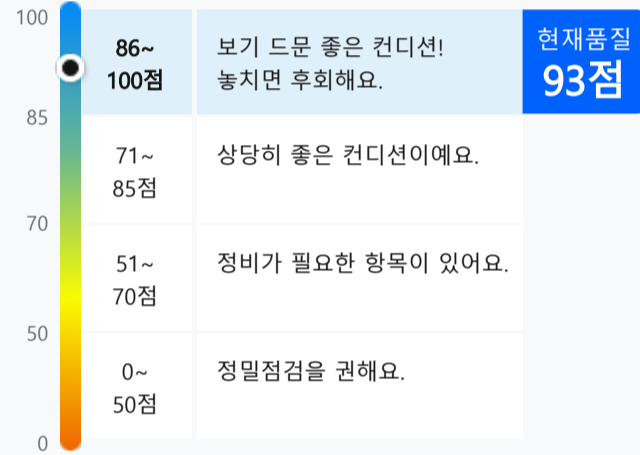 100
86~
100점
보기 드문 좋은 컨디션!
놓치면 후회해요.
현재품질
93점
85
71~
85점
상당히 좋은 컨디션이예요.
70
51~
70점
정비가 필요한 항목이 있어요.
50
0~
50점
정밀점검을 권해요.
0